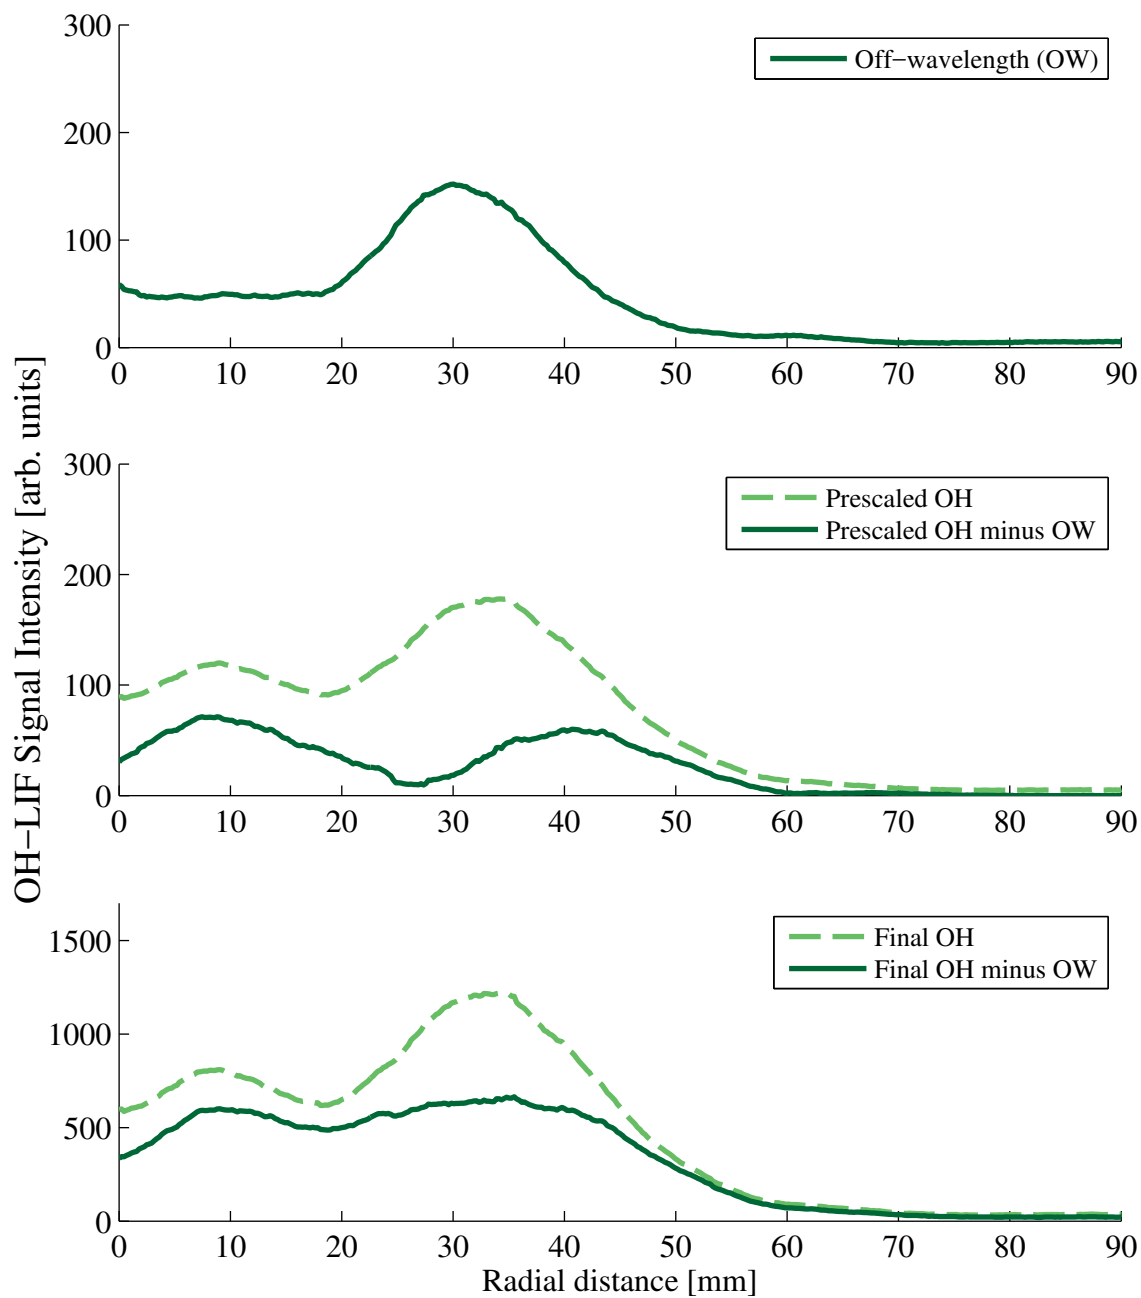 OH−LIF Signal Intensity [arb. units]
300
200
100
0
Off−wavelength (OW)
0 10 20 30 40 50 60 70 80 90
300
200
100
0
Prescaled OH
Prescaled OH minus OW
0 10 20 30 40 50 60 70 80 90
1500
1000
500
0
Final OH
Final OH minus OW
0 10 20 30 40 50 60 70 80 90
Radial distance [mm]